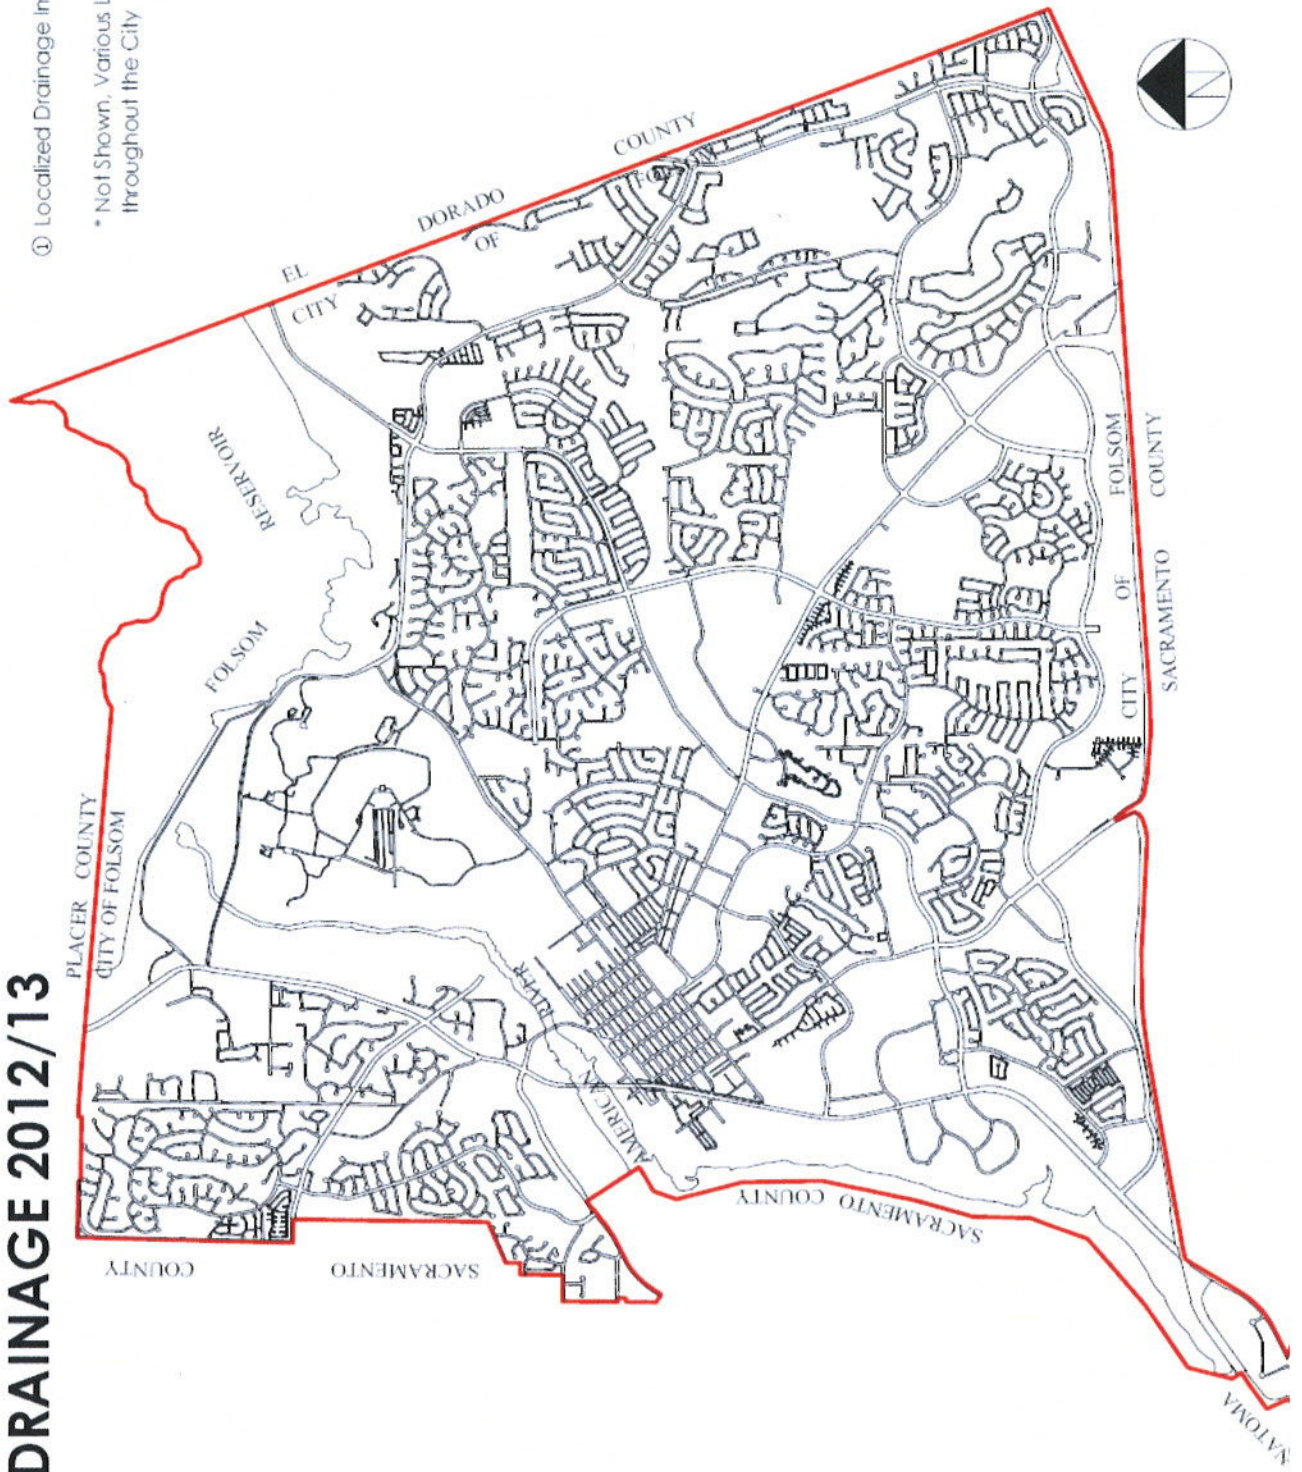 DRAINAGE 2012/13
① Localized Drainage
* Not Shown, Various
throughout the City
PLACER COUNTY
CITY OF FOLSOM
FOLSOM
RESERVOIR
EL
DORADO
COUNTY
CITY
OF
FOLSOM
N
COUNTY
SACRAMENTO
AMERICAN
RIVER
SACRAMENTO COUNTY
SACRAMENTO
CITY
OF
FOLSOM
SACRAMENTO
COUNTY
NATOMA